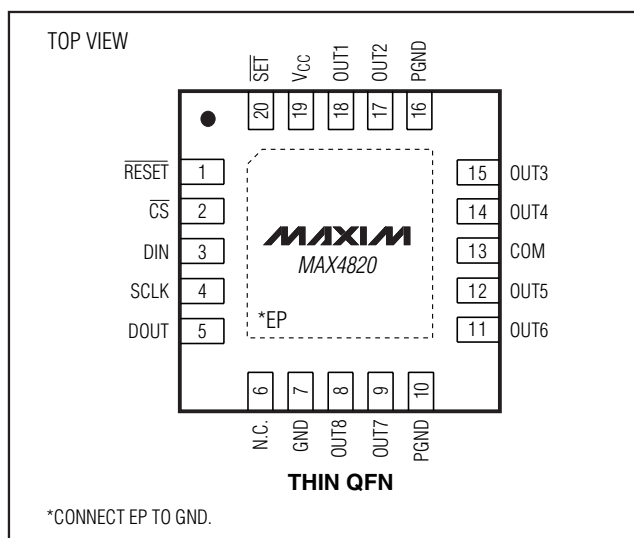 TOP VIEW
SET
VCC
OUT1
OUT2
PGND
20
19
18
17
16
RESET 1
CS 2
DIN 3
SCLK 4
DOUT 5
MAXIM
MAX4820
*EP
15 OUT3
14 OUT4
13 COM
12 OUT5
11 OUT6
6
7
8
9
10
N.C.
GND
OUT8
OUT7
PGND
THIN QFN
*CONNECT EP TO GND.